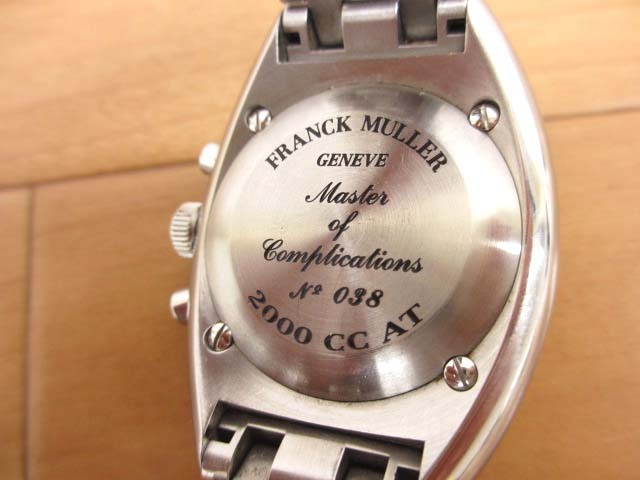 FRANCK MULLER
GENEVE
Master
of
Complications
Nº 038
2000 CC AT